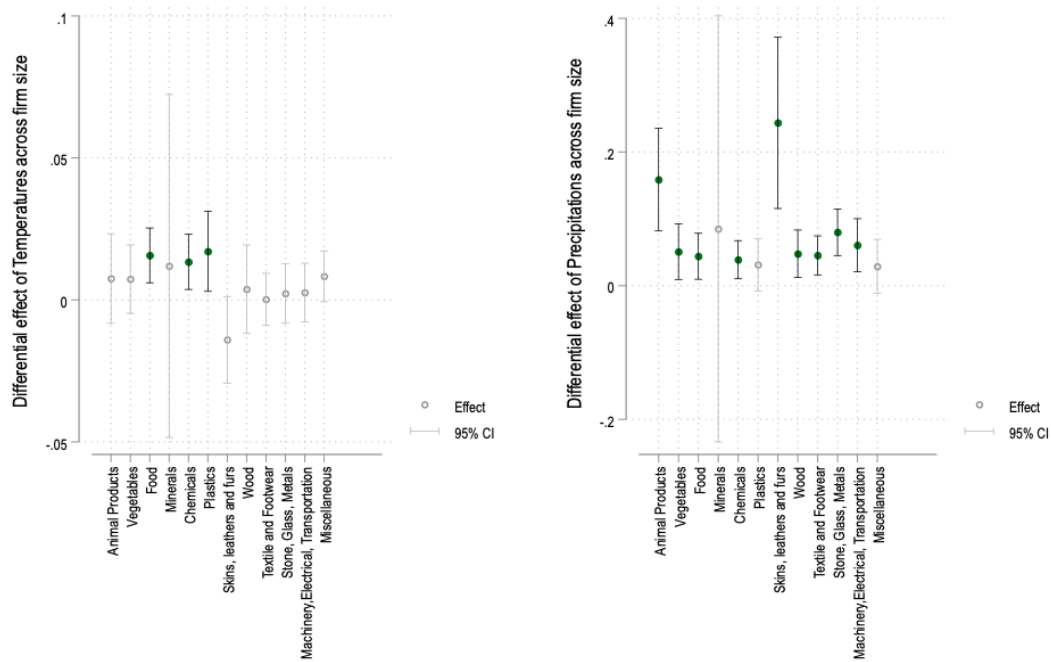 Differential effect of Temperatures across firm size
.1
.05
0
-.05
Animal Products
Vegetables
Food
Minerals
Chemicals
Plastics
Skins, leathers and furs
Wood
Textile and Footwear
Stone, Glass, Metals
Machinery,Electrical, Transportation
Miscellaneous
Effect
95% CI
Differential effect of Precipitations across firm size
.4
.2
0
-.2
Animal Products
Vegetables
Food
Minerals
Chemicals
Plastics
Skins, leathers and furs
Wood
Textile and Footwear
Stone, Glass, Metals
Machinery,Electrical, Transportation
Miscellaneous
Effect
95% CI